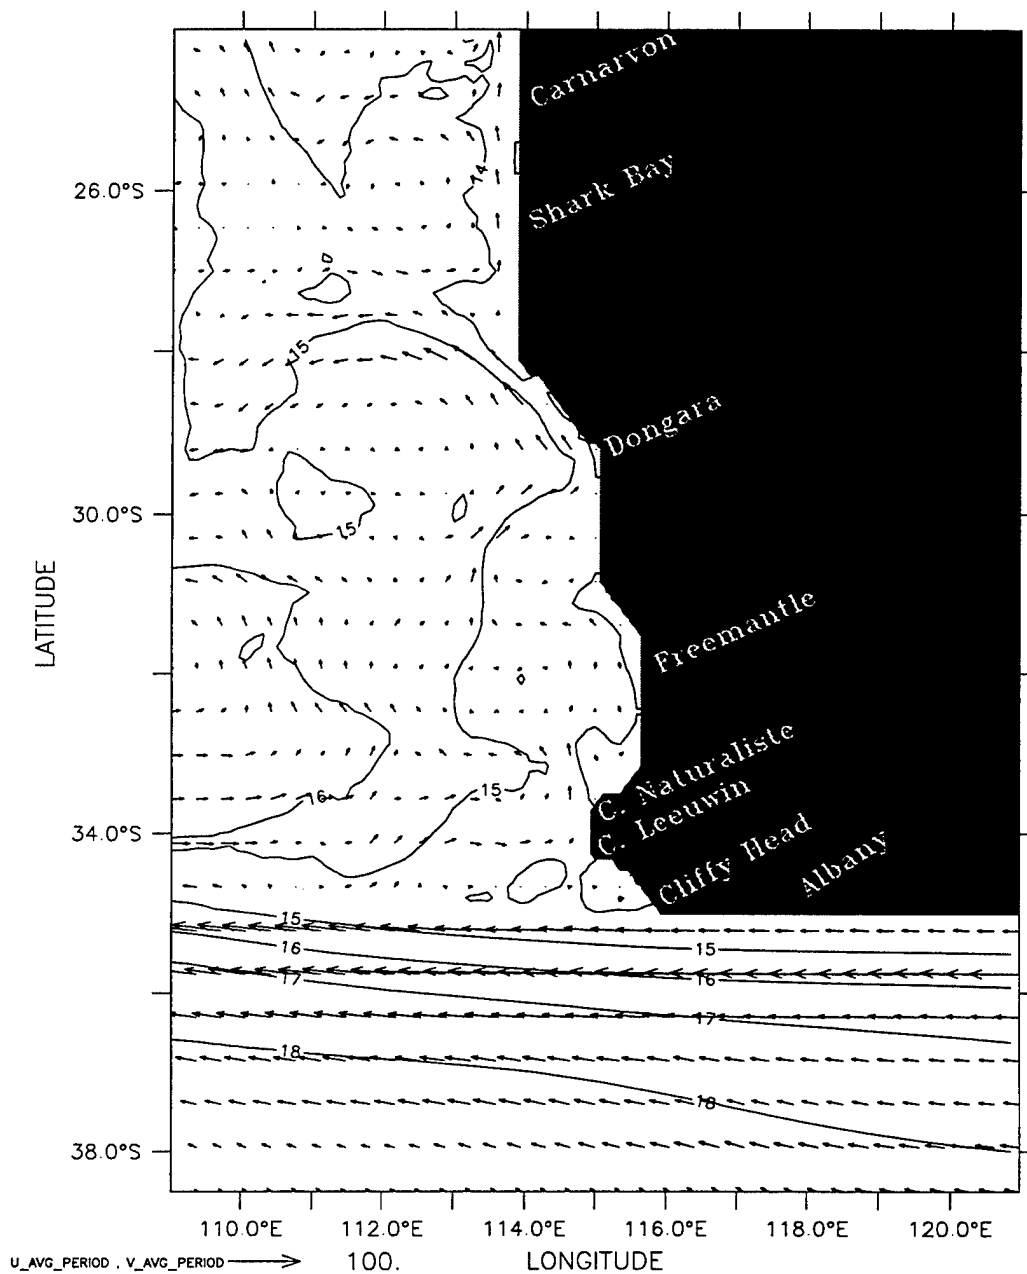 Carnarvon
14
26.0°S
Shark Bay
15
Dongara
30.0°S
15
LATITUDE
Freemantle
C. Naturaliste
16
15
C. Leeuwin
34.0°S
Cliffy Head
Albany
15
15
16
16
17
17
18
18
38.0°S
110.0°E 112.0°E 114.0°E 116.0°E 118.0°E 120.0°E
U_AVG_PERIOD , V_AVG_PERIOD 100. LONGITUDE